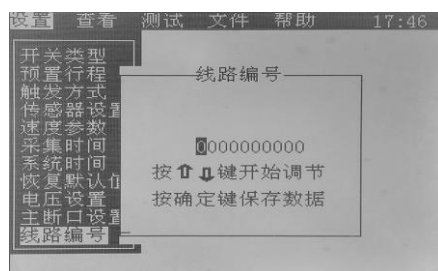 设置 查看 测试 文件 帮助 17:46
开关类型
预置行程
触发方式
传感器设置
速度参数
采集时间
系统时间
恢复默认值
电压设置
主断口设置
线路编号
线路编号
0000000000
按⇧⇩键开始调节
按确定键保存数据